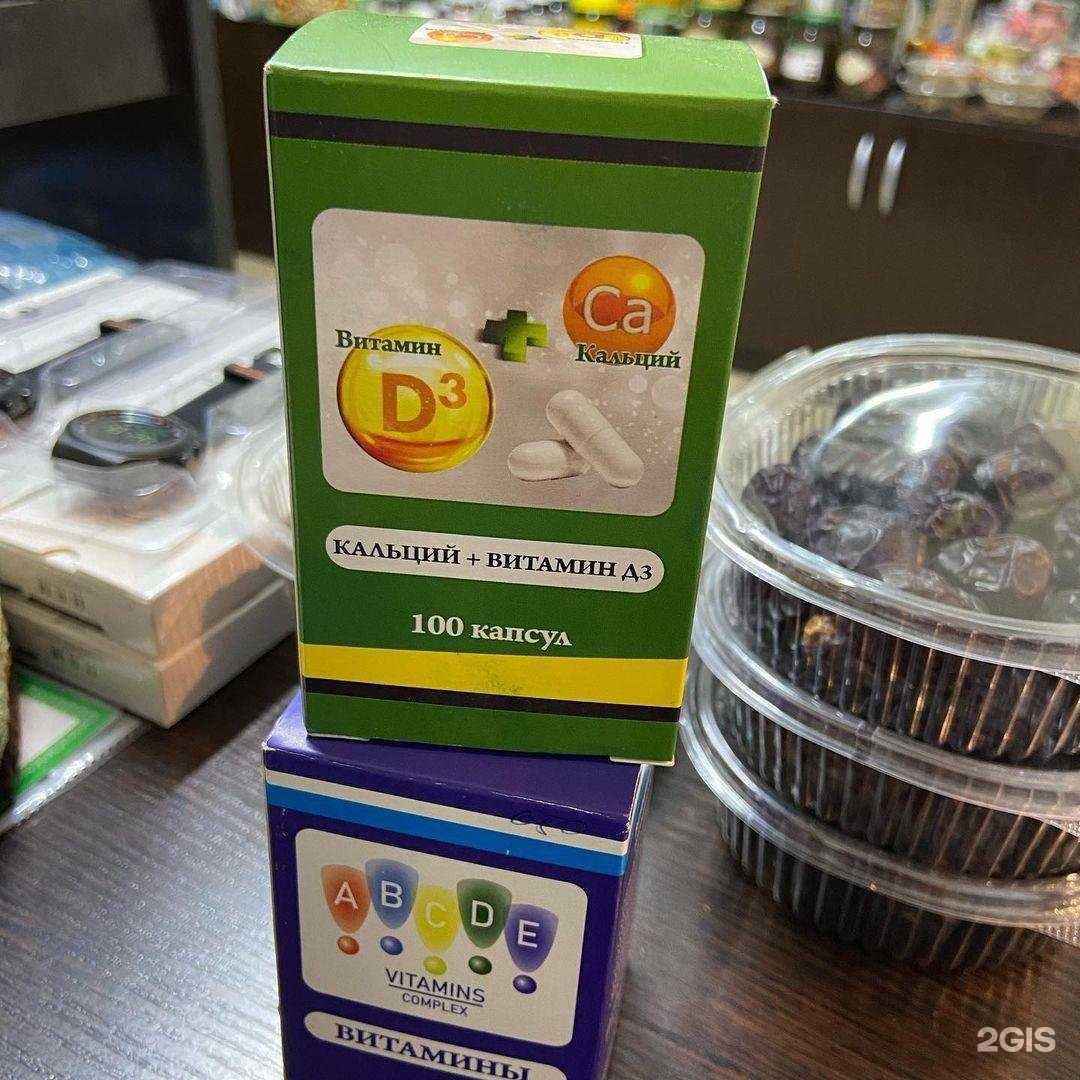 Витамин
D3
Ca
Кальций
КАЛЬЦИЙ + ВИТАМИН Д3
100 капсул
A B C D E
VITAMINS
COMPLEX
ВИТАМИНЫ
2GIS